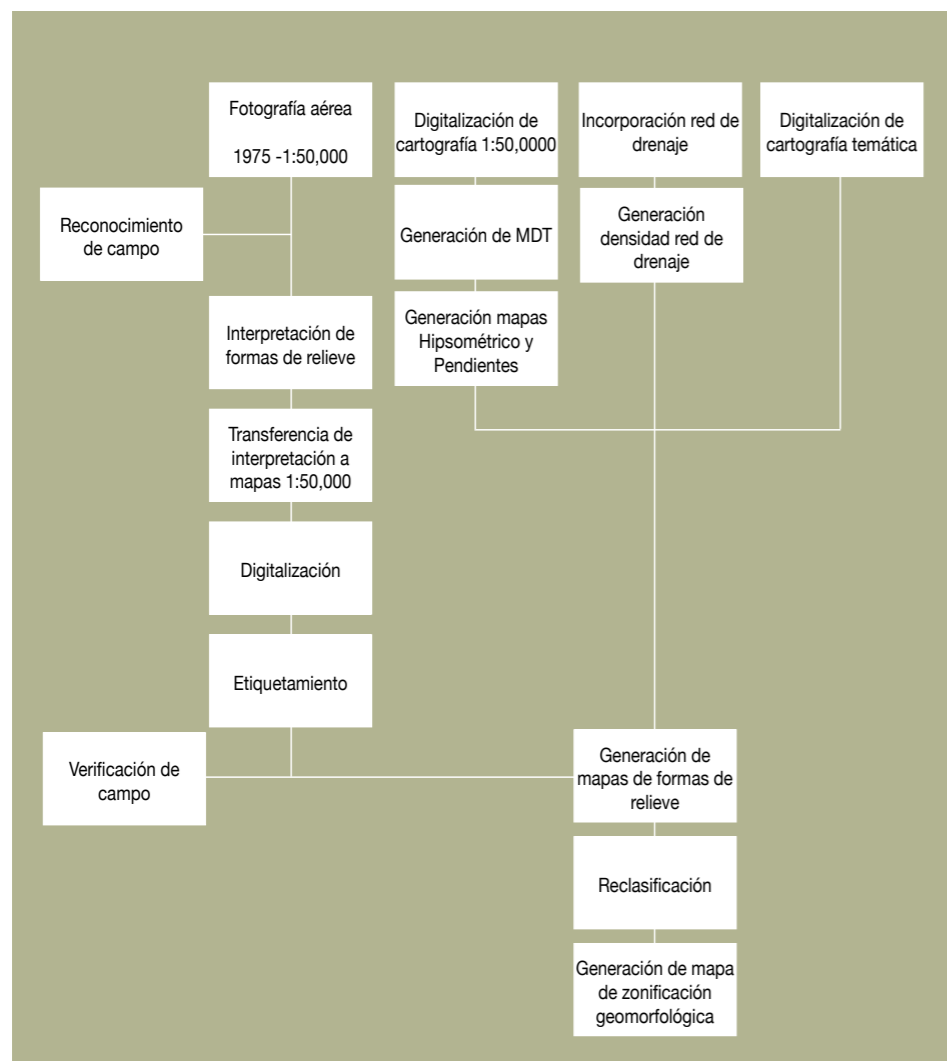 Fotografía aérea
1975 -1:50,000
Digitalización de
cartografía 1:50,0000
Incorporación red de
drenaje
Digitalización de
cartografía temática
Reconocimiento
de campo
Generación de MDT
Generación
densidad red de
drenaje
Interpretación de
formas de relieve
Generación mapas
Hipsométrico y
Pendientes
Transferencia de
interpretación a
mapas 1:50,000
Digitalización
Etiquetamiento
Verificación de
campo
Generación de
mapas de formas de
relieve
Reclasificación
Generación de mapa
de zonificación
geomorfológica